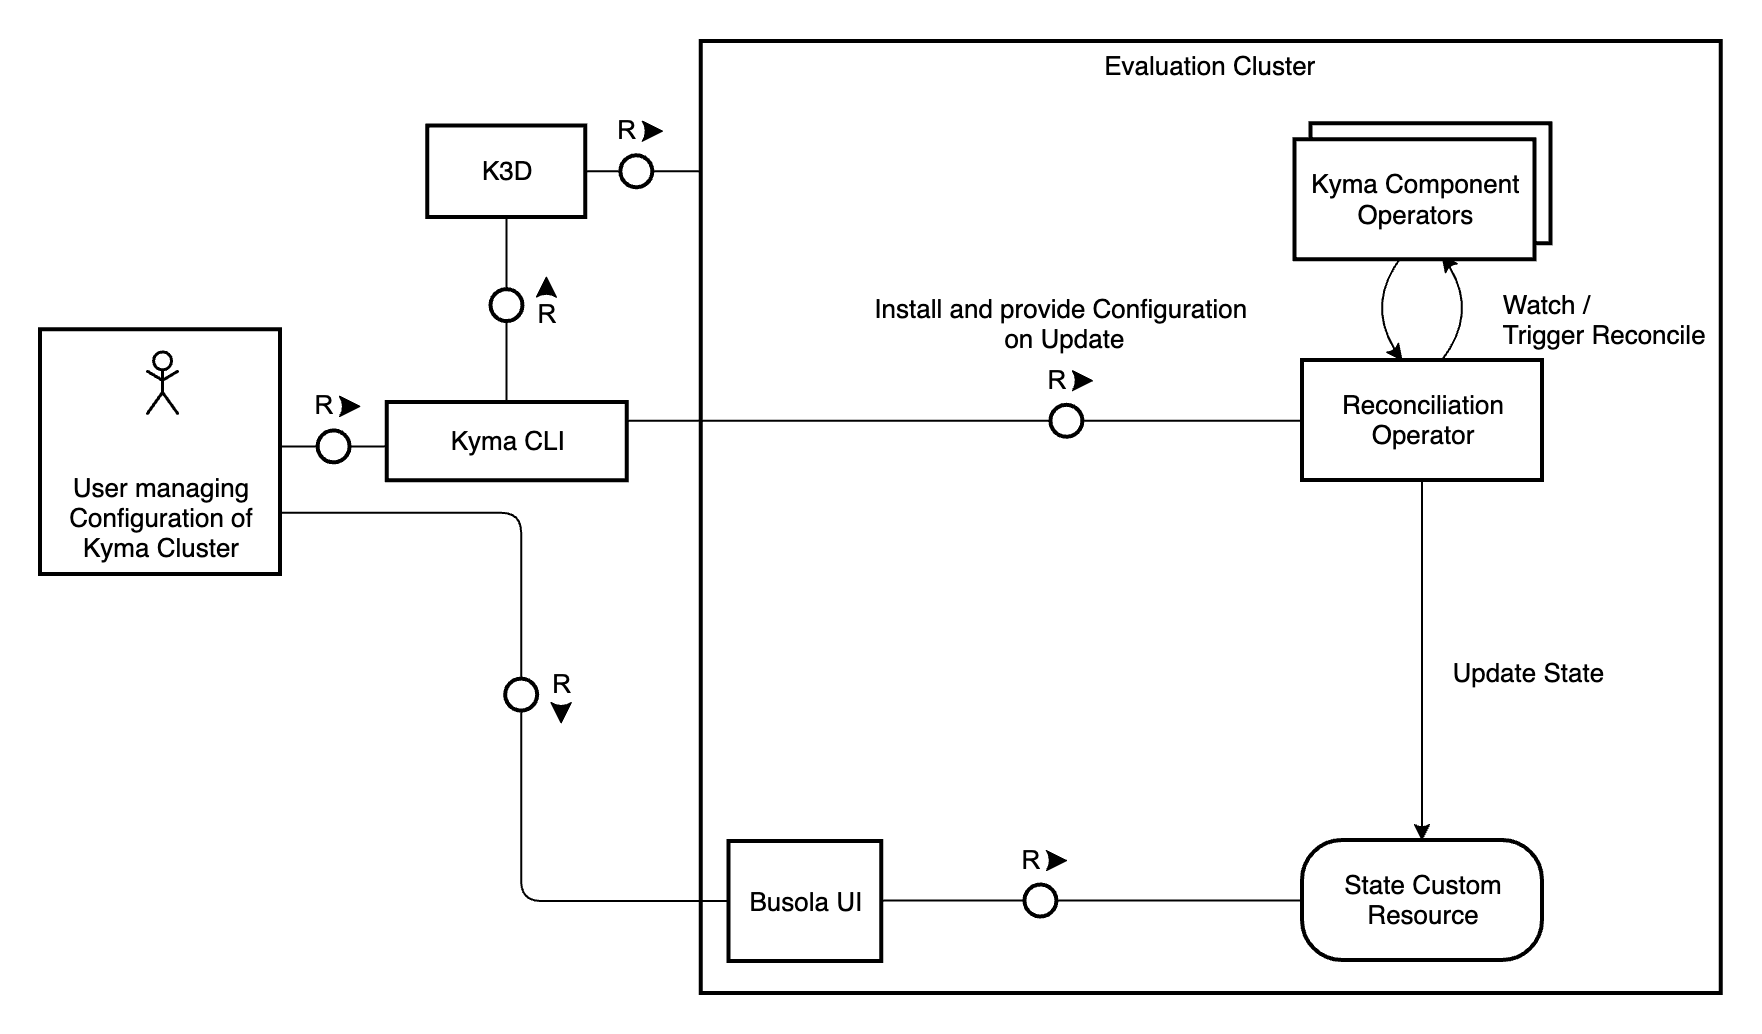 Evaluation Cluster
R
K3D
Kyma Component
Operators
R
Install and provide Configuration
on Update
Watch /
Trigger Reconcile
R
R
Kyma CLI
Reconciliation
Operator
User managing
Configuration of
Kyma Cluster
R
Update State
R
Busola UI
State Custom
Resource